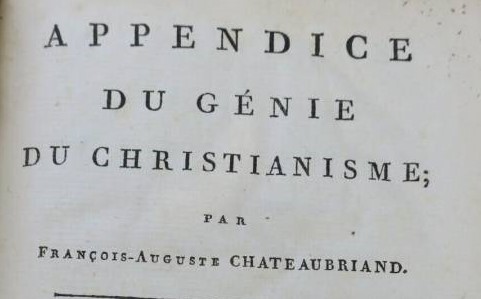 APPENDICE
DU GÉNIE
DU CHRISTIANISME;
PAR
FRANÇOIS-AUGUSTE CHATEAUBRIAND.